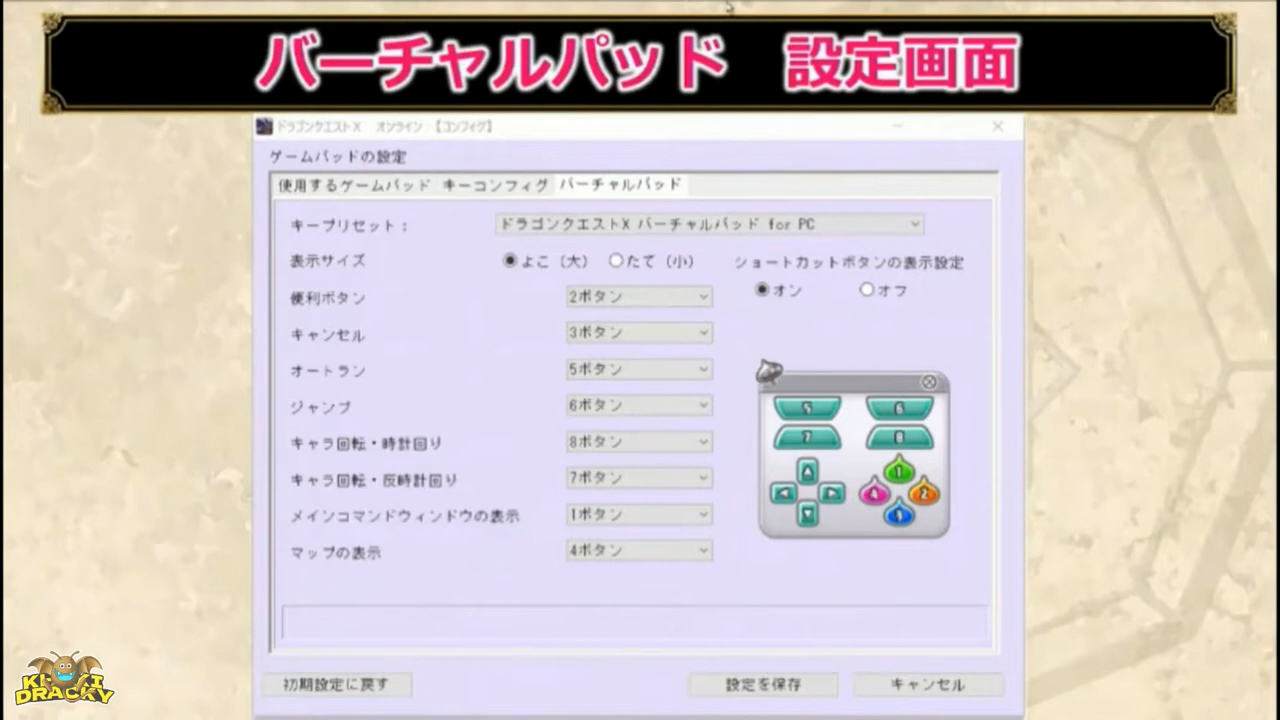 バーチャルパッド 設定画面
ドラゴンクエストX オンライン 【コンフィグ】
ゲームパッドの設定
使用するゲームパッド キーコンフィグ バーチャルパッド
キープリセット： ドラゴンクエストX バーチャルパッド for PC
表示サイズ よこ（大） たて（小） ショートカットボタンの表示設定
オン オフ
便利ボタン 2ボタン
キャンセル 3ボタン
オートラン 5ボタン
ジャンプ 6ボタン
キャラ回転・時計回り 8ボタン
キャラ回転・反時計回り 7ボタン
メインコマンドウィンドウの表示 1ボタン
マップの表示 4ボタン
5 6
7 8
1
4 2
3
初期設定に戻す 設定を保存 キャンセル
DRACKY